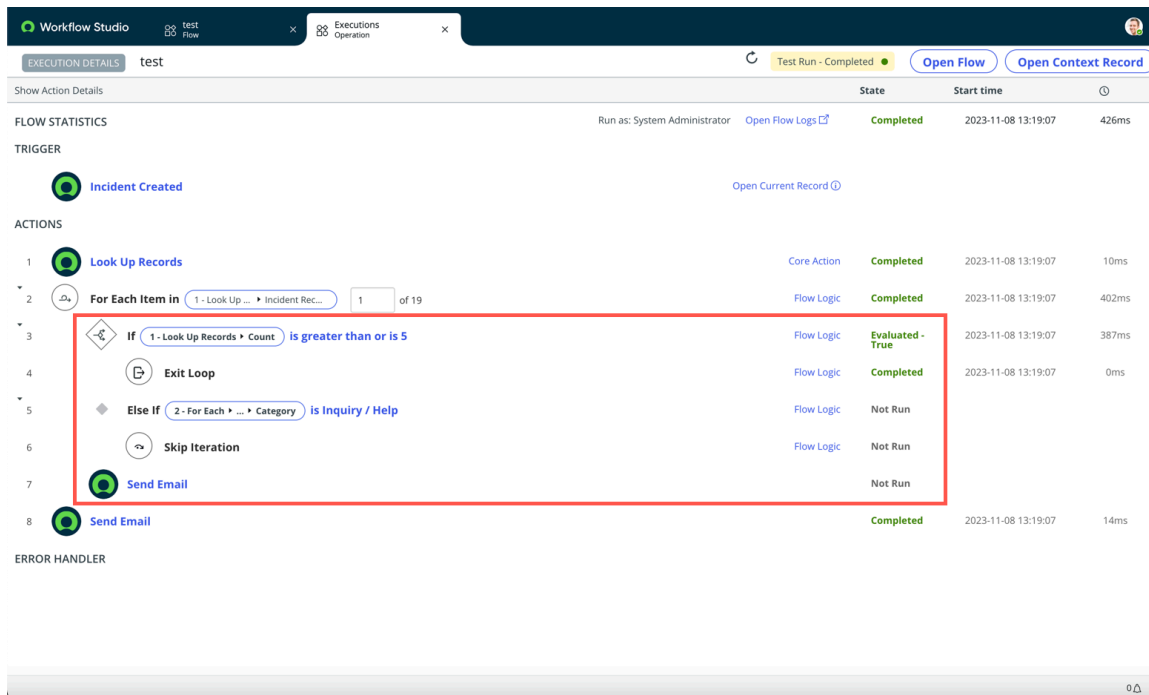 Workflow Studio
test
Flow
×
Executions
Operation
×
EXECUTION DETAILS test
Test Run - Completed
Open Flow
Open Context Record
Show Action Details State Start time
FLOW STATISTICS Run as: System Administrator Open Flow Logs Completed 2023-11-08 13:19:07 426ms
TRIGGER
Incident Created Open Current Record
ACTIONS
1 Look Up Records Core Action Completed 2023-11-08 13:19:07 10ms
2 For Each Item in 1 - Look Up ... ▸ Incident Rec... 1 of 19 Flow Logic Completed 2023-11-08 13:19:07 402ms
3 If 1 - Look Up Records ▸ Count is greater than or is 5 Flow Logic Evaluated - True 2023-11-08 13:19:07 387ms
4 Exit Loop Flow Logic Completed 2023-11-08 13:19:07 0ms
5 Else If 2 - For Each ▸ ... ▸ Category is Inquiry / Help Flow Logic Not Run
6 Skip Iteration Flow Logic Not Run
7 Send Email Not Run
8 Send Email Completed 2023-11-08 13:19:07 14ms
ERROR HANDLER
0